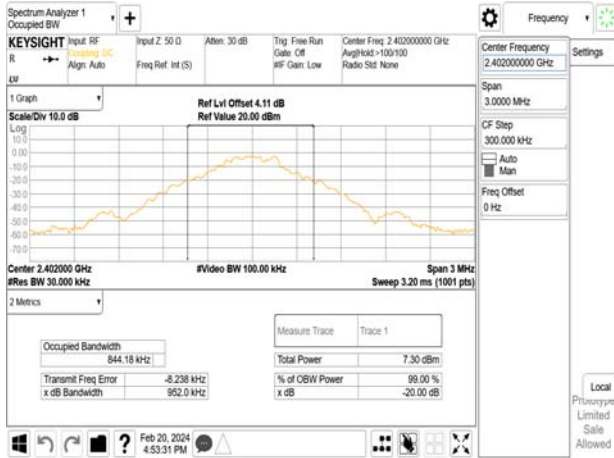 Spectrum Analyzer 1
Occupied BW
Frequency
KEYSIGHT
Input: RF
Coupling: DC
Align: Auto
Input Z: 50 Ω
Freq Ref: Int (S)
Atten: 30 dB
Trig: Free Run
Gate: Off
#IF Gain: Low
Center Freq: 2.402000000 GHz
Avg|Hold:>100/100
Radio Std: None
R
Center Frequency
2.402000000 GHz
Settings
Span
3.0000 MHz
CF Step
300.000 kHz
Auto
Man
Freq Offset
0 Hz
1 Graph
Scale/Div 10.0 dB
Ref Lvl Offset 4.11 dB
Ref Value 20.00 dBm
Log
10.0
0.00
-10.0
-20.0
-30.0
-40.0
-50.0
-60.0
-70.0
Center 2.402000 GHz
#Res BW 30.000 kHz
#Video BW 100.00 kHz
Span 3 MHz
Sweep 3.20 ms (1001 pts)
2 Metrics
Measure Trace
Trace 1
Occupied Bandwidth
844.18 kHz
Total Power
7.30 dBm
Transmit Freq Error
-8.238 kHz
% of OBW Power
99.00 %
x dB Bandwidth
952.0 kHz
x dB
-20.00 dB
Local
Prototype
Limited
Sale
Allowed
?
Feb 20, 2024
4:53:31 PM